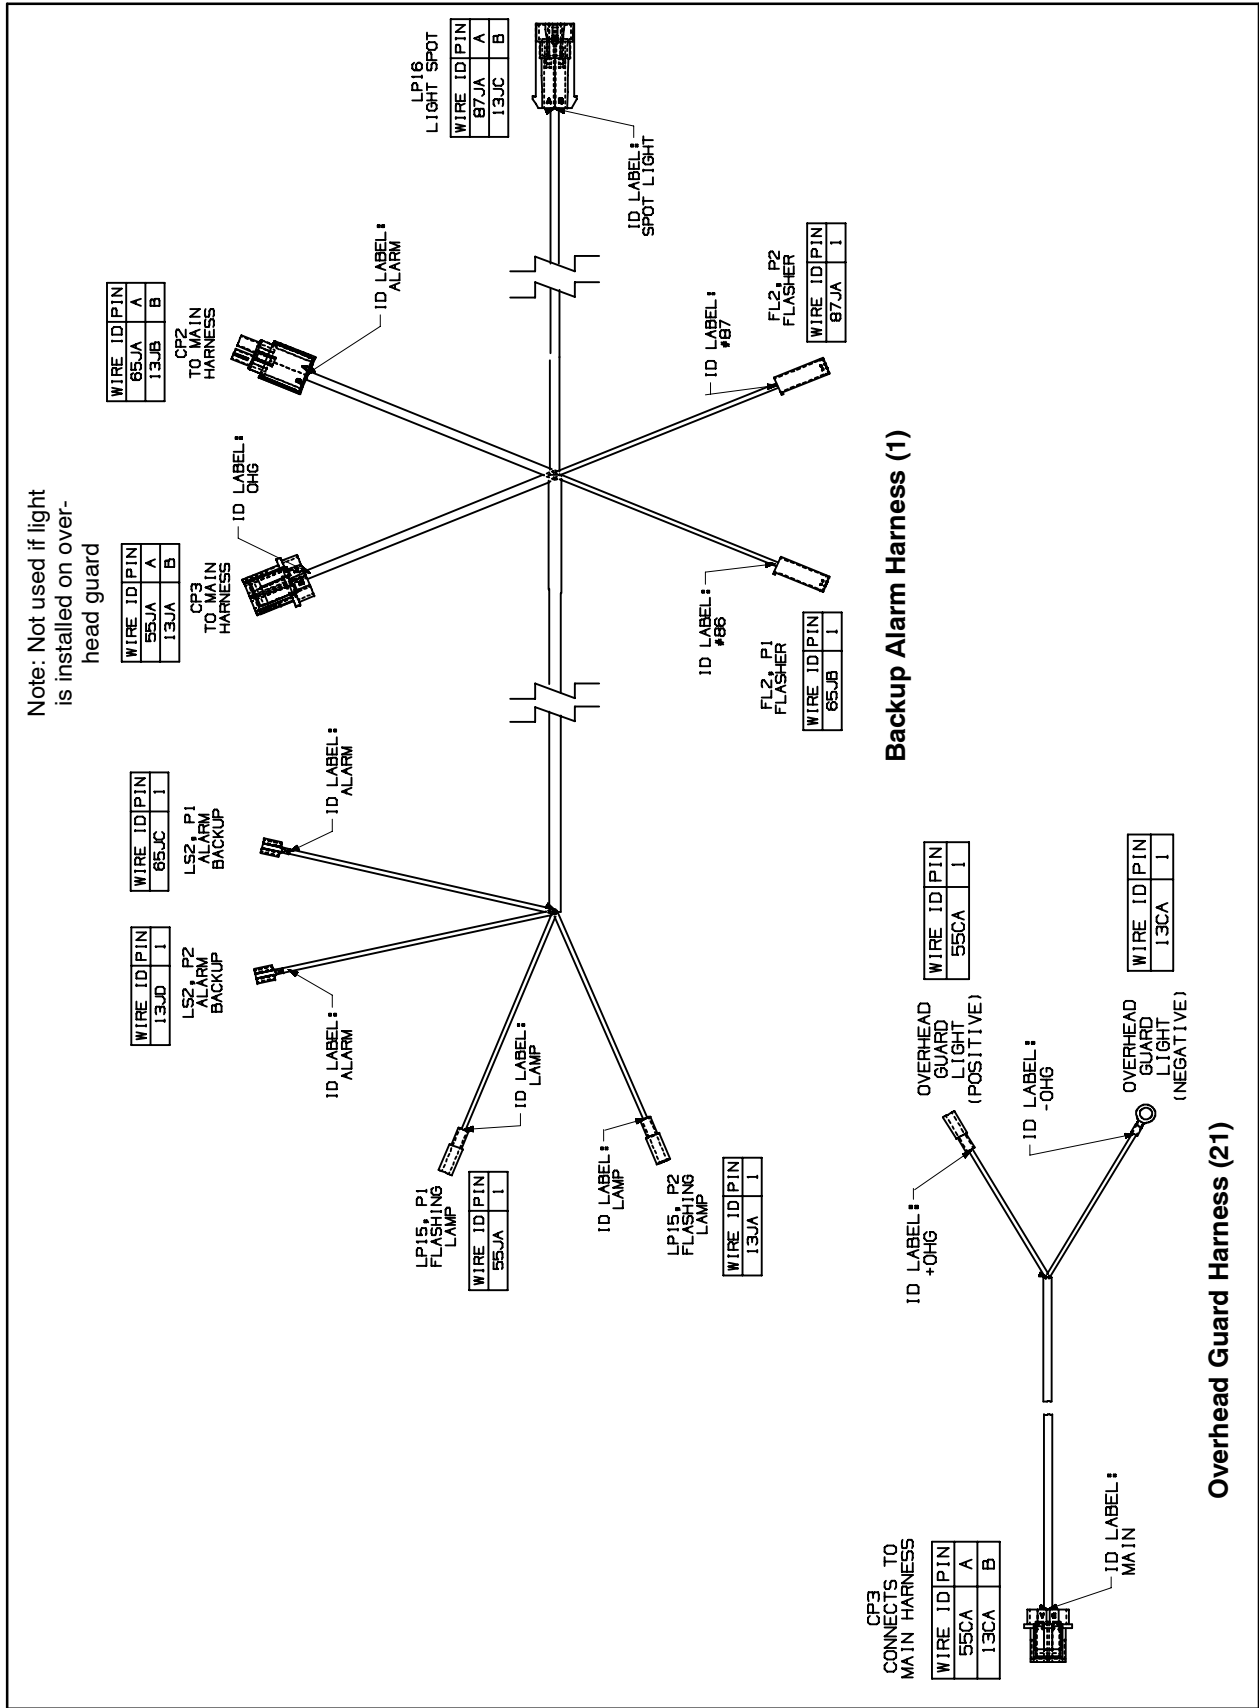 Note: Not used if light
is installed on over-
head guard
WIRE ID PIN
13JD 1
LS2, P2
ALARM
BACKUP
ID LABEL:
ALARM
WIRE ID PIN
65JC 1
LS2, P1
ALARM
BACKUP
ID LABEL:
ALARM
WIRE ID PIN
55JA A
13JA B
CP3
TO MAIN
HARNESS
ID LABEL:
OHG
WIRE ID PIN
65JA A
13JB B
CP2
TO MAIN
HARNESS
ID LABEL:
ALARM
LP16
LIGHT SPOT
WIRE ID PIN
87JA A
13JC B
A
B
ID LABEL:
SPOT LIGHT
LP15, P1
FLASHING
LAMP
WIRE ID PIN
55JA 1
ID LABEL:
LAMP
ID LABEL:
LAMP
LP15, P2
FLASHING
LAMP
WIRE ID PIN
13JA 1
ID LABEL:
#86
FL2, P1
FLASHER
WIRE ID PIN
65JB 1
ID LABEL:
#87
FL2, P2
FLASHER
WIRE ID PIN
87JA 1
Backup Alarm Harness (1)
CP3
CONNECTS TO
MAIN HARNESS
WIRE ID PIN
55CA A
13CA B
ID LABEL:
MAIN
ID LABEL:
+OHG
OVERHEAD
GUARD
LIGHT
(POSITIVE)
WIRE ID PIN
55CA 1
ID LABEL:
-OHG
OVERHEAD
GUARD
LIGHT
(NEGATIVE)
WIRE ID PIN
13CA 1
Overhead Guard Harness (21)